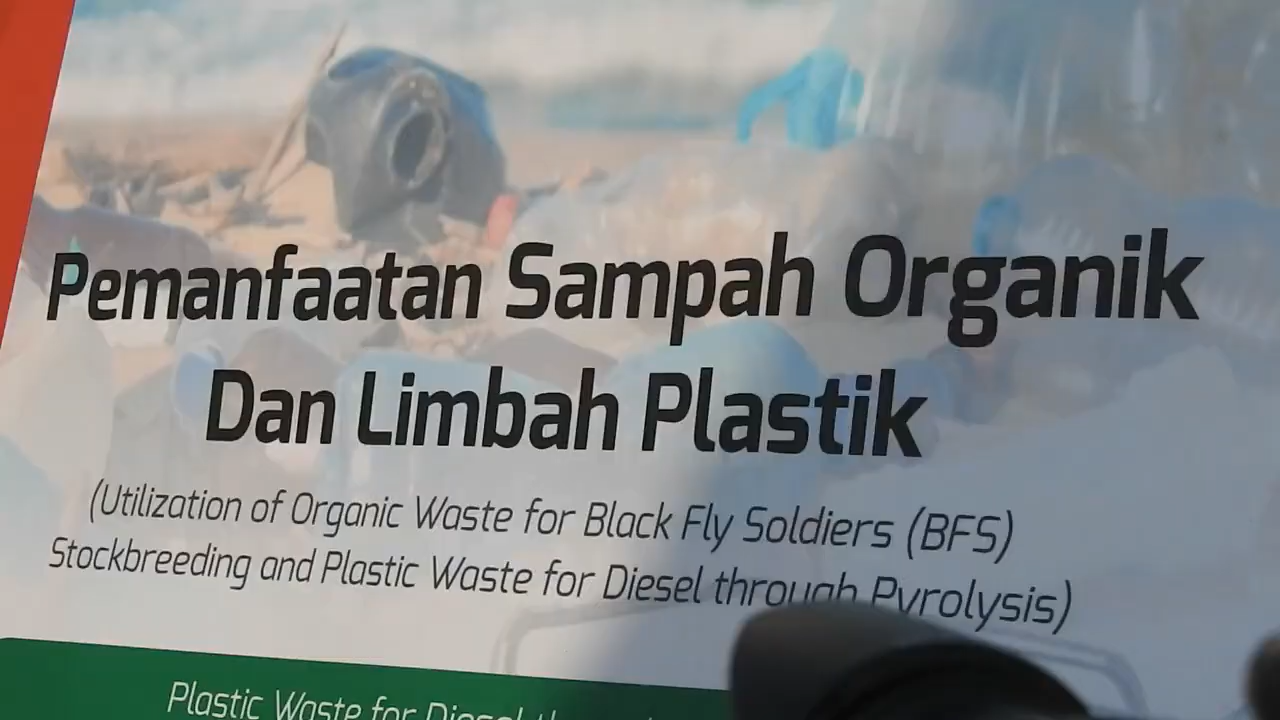 Pemanfaatan Sampah Organik
Dan Limbah Plastik
(Utilization of Organic Waste for Black Fly Soldiers (BFS)
Stockbreeding and Plastic Waste for Diesel through Pyrolysis)
Plastic Waste for Diesel